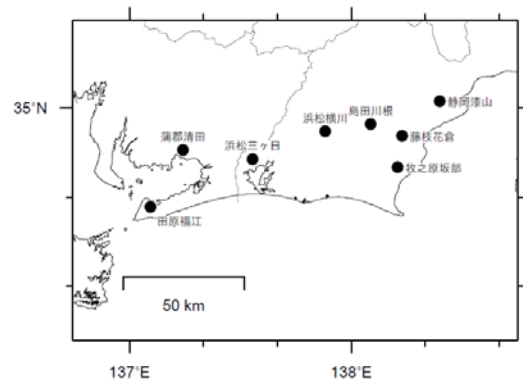 35°N
静岡漆山
島田川根
浜松横川
藤枝花倉
蒲郡清田
浜松三ヶ日
牧之原坂部
田原福江
50 km
137°E
138°E